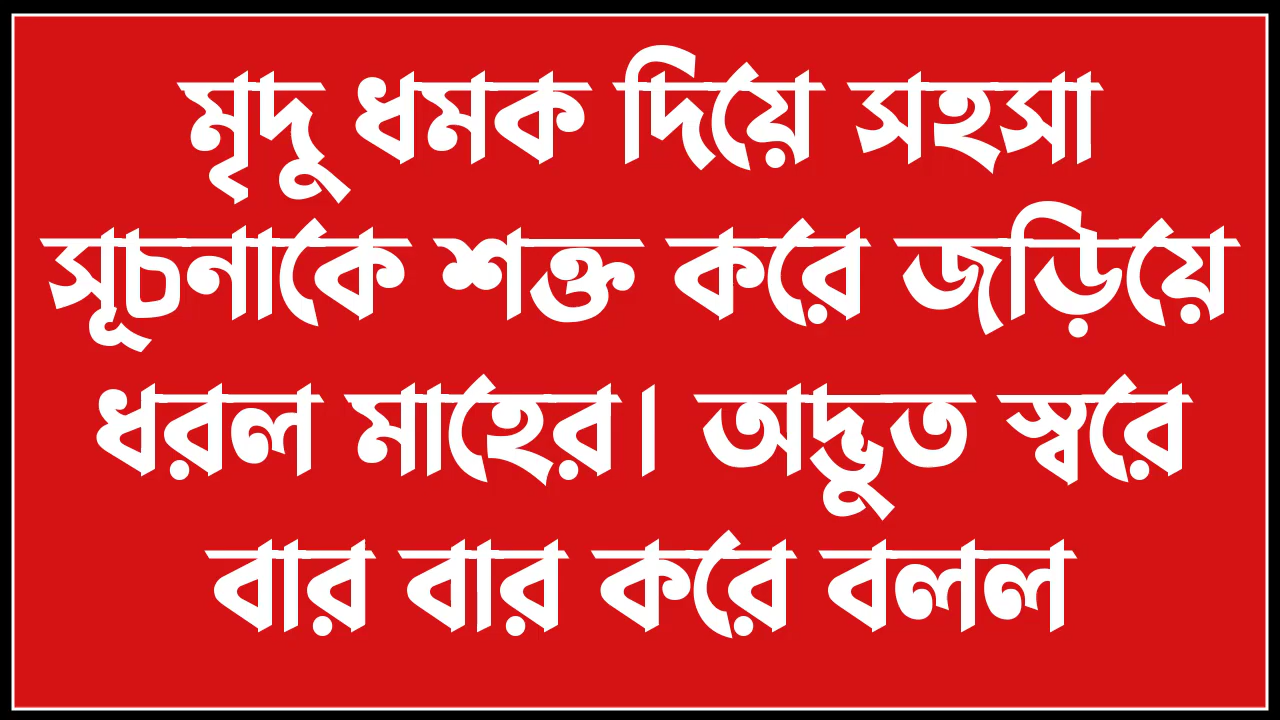 মৃদু ধমক দিয়ে সহসা
সূচনাকে শক্ত করে জড়িয়ে
ধরল মাহের। অদ্ভুত স্বরে
বার বার করে বলল